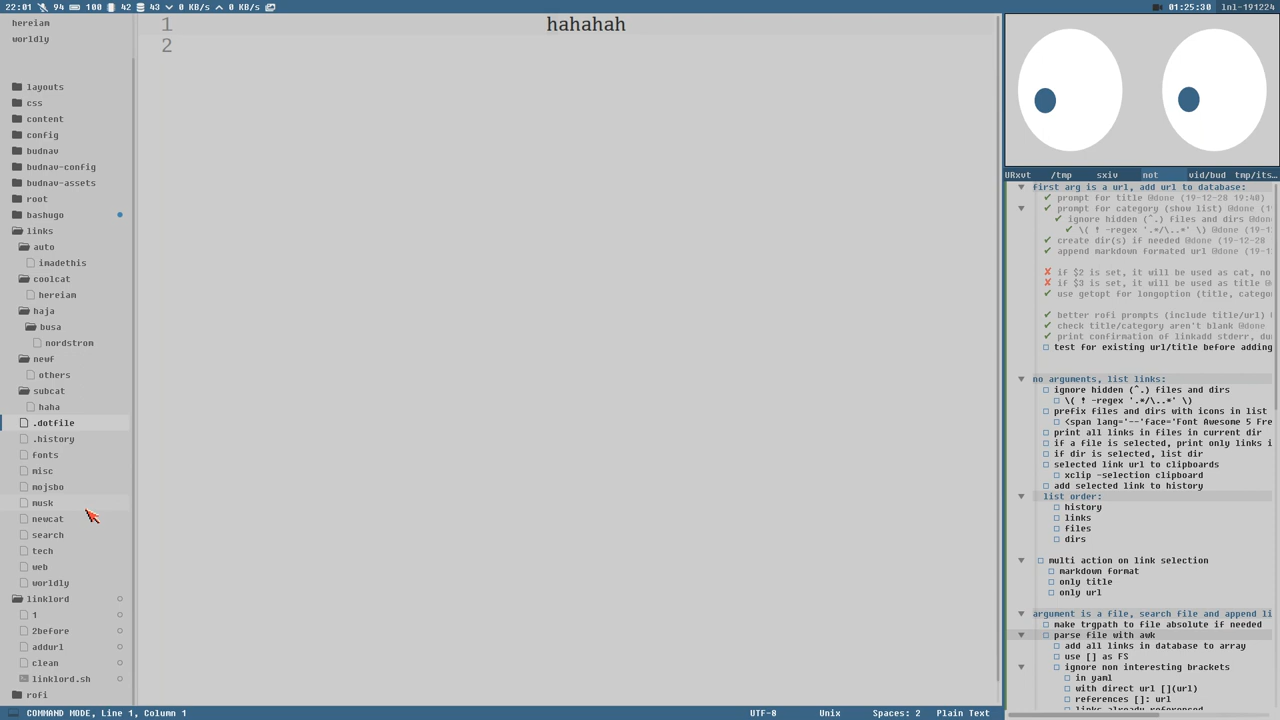 22:01 94 100 42 43 0 KB/s 0 KB/s
01:25:30 lnl-191224
hereiam
worldly
layouts
css
content
config
budnav
budnav-config
budnav-assets
root
bashugo
links
auto
imadethis
coolcat
hereiam
haja
busa
nordstrom
newf
others
subcat
haha
.dotfile
.history
fonts
misc
mojsbo
musk
newcat
search
tech
web
worldly
linklord
1
2before
addurl
clean
linklord.sh
rofi
1 hahahah
2
URxvt /tmp sxiv not vid/bud tmp/its…
first arg is a url, add url to database:
✔ prompt for title @done (19-12-28 19:40)
✔ prompt for category (show list) @done (1
✔ ignore hidden (^.) files and dirs @done
✔ \( ! -regex '.*/\..*' \) @done (19-1
✔ create dir(s) if needed @done (19-12-28
✔ append markdown formated url @done (19-1
✘ if $2 is set, it will be used as cat, no
✘ if $3 is set, it will be used as title @
✔ use getopt for longoption (title, catego
✔ better rofi prompts (include title/url)
✔ check title/category aren't blank @done
✔ print confirmation of linkadd stderr, du
☐ test for existing url/title before adding
no arguments, list links:
☐ ignore hidden (^.) files and dirs
☐ \( ! -regex '.*/\..*' \)
☐ prefix files and dirs with icons in list
☐ <span lang='--'face='Font Awesome 5 Fre
☐ print all links in files in current dir
☐ if a file is selected, print only links i
☐ if dir is selected, list dir
☐ selected link url to clipboards
☐ xclip -selection clipboard
☐ add selected link to history
list order:
☐ history
☐ links
☐ files
☐ dirs
☐ multi action on link selection
☐ markdown format
☐ only title
☐ only url
argument is a file, search file and append li
☐ make trgpath to file absolute if needed
☐ parse file with awk
☐ add all links in database to array
☐ use [] as FS
☐ ignore non interesting brackets
☐ in yaml
☐ with direct url [](url)
☐ references []: url
COMMAND MODE, Line 1, Column 1
UTF-8 Unix Spaces: 2 Plain Text